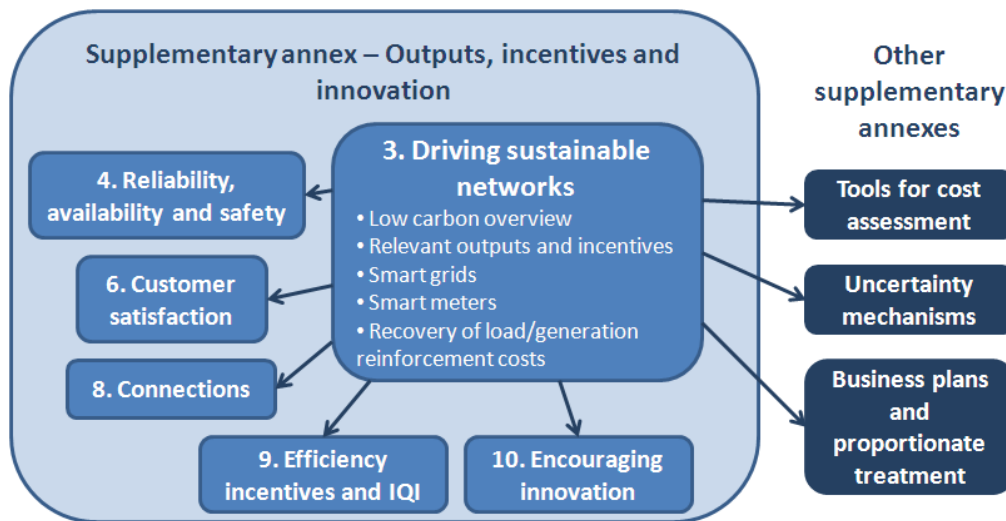 Supplementary annex – Outputs, incentives and
innovation
Other
supplementary
annexes
3. Driving sustainable
networks
• Low carbon overview
• Relevant outputs and incentives
• Smart grids
• Smart meters
• Recovery of load/generation
reinforcement costs
4. Reliability,
availability and safety
6. Customer
satisfaction
8. Connections
9. Efficiency
incentives and IQI
10. Encouraging
innovation
Tools for cost
assessment
Uncertainty
mechanisms
Business plans
and
proportionate
treatment